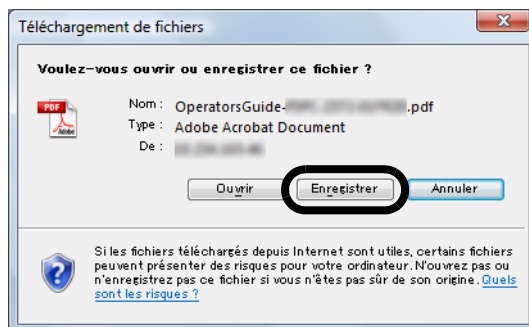 Téléchargement de fichiers
Voulez-vous ouvrir ou enregistrer ce fichier ?
PDF
Adobe
Nom : OperatorsGuide- .pdf
Type : Adobe Acrobat Document
De :
Ouvrir Enregistrer Annuler
Si les fichiers téléchargés depuis Internet sont utiles, certains fichiers
peuvent présenter des risques pour votre ordinateur. N'ouvrez pas ou
n'enregistrez pas ce fichier si vous n'êtes pas sûr de son origine. Quels
sont les risques ?